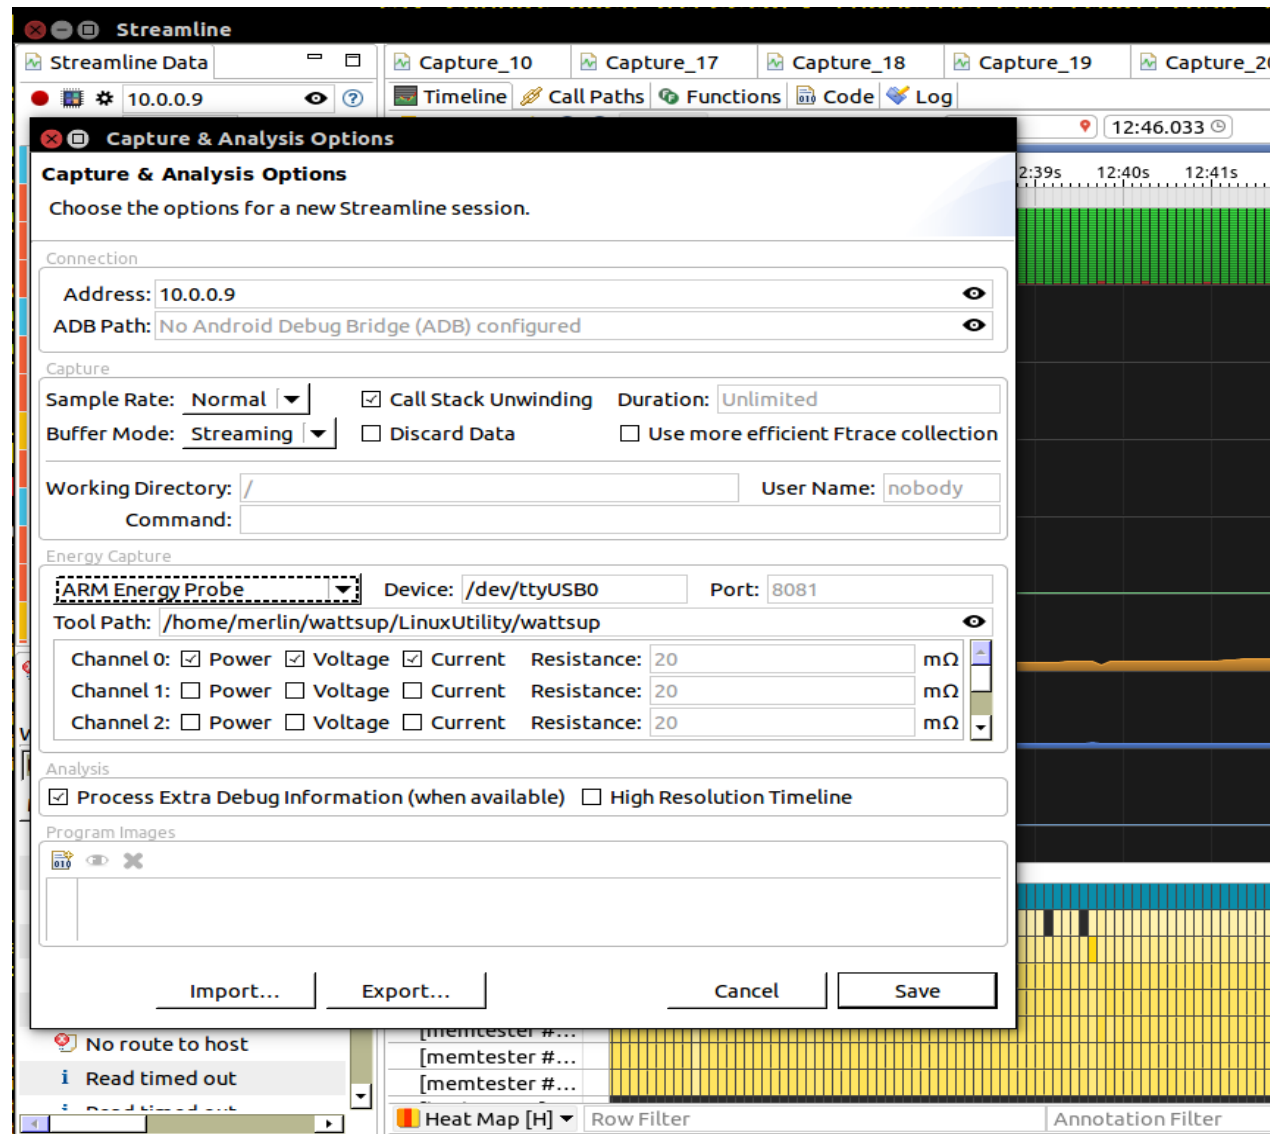 Streamline
Streamline Data
Capture_10 Capture_17 Capture_18 Capture_19 Capture_20
10.0.0.9
Timeline Call Paths Functions Code Log
12:46.033
Capture & Analysis Options
Capture & Analysis Options
Choose the options for a new Streamline session.
2:39s 12:40s 12:41s
Connection
Address: 10.0.0.9
ADB Path: No Android Debug Bridge (ADB) configured
Capture
Sample Rate: Normal Call Stack Unwinding Duration: Unlimited
Buffer Mode: Streaming Discard Data Use more efficient Ftrace collection
Working Directory: / User Name: nobody
Command:
Energy Capture
ARM Energy Probe Device: /dev/ttyUSB0 Port: 8081
Tool Path: /home/merlin/wattsup/LinuxUtility/wattsup
Channel 0: Power Voltage Current Resistance: 20 mΩ
Channel 1: Power Voltage Current Resistance: 20 mΩ
Channel 2: Power Voltage Current Resistance: 20 mΩ
Analysis
Process Extra Debug Information (when available) High Resolution Timeline
Program Images
Import... Export... Cancel Save
[memtester #...
No route to host
[memtester #...
Read timed out
[memtester #...
Read timed out
Heat Map [H] Row Filter Annotation Filter